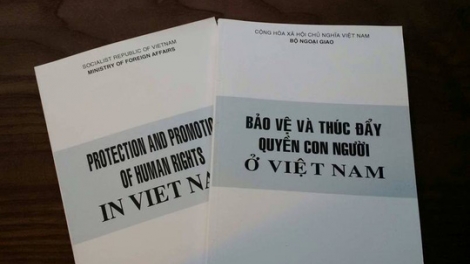 SOCIALIST REPUBLIC OF VIETNAM
MINISTRY OF FOREIGN AFFAIRS
PROTECTION AND PROMOTIO
OF HUMAN RIGHTS
IN VIET NA
CỘNG HÒA XÃ HỘI CHỦ NGHĨA VIỆT NAM
BỘ NGOẠI GIAO
BẢO VỆ VÀ THÚC ĐẨY
QUYỀN CON NGƯỜI
Ở VIỆT NAM